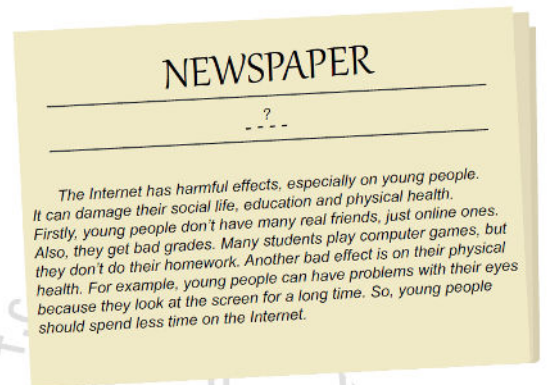 NEWSPAPER
?
- - - -
The Internet has harmful effects, especially on young people.
It can damage their social life, education and physical health.
Firstly, young people don't have many real friends, just online ones.
Also, they get bad grades. Many students play computer games, but
they don't do their homework. Another bad effect is on their physical
health. For example, young people can have problems with their eyes
because they look at the screen for a long time. So, young people
should spend less time on the Internet.